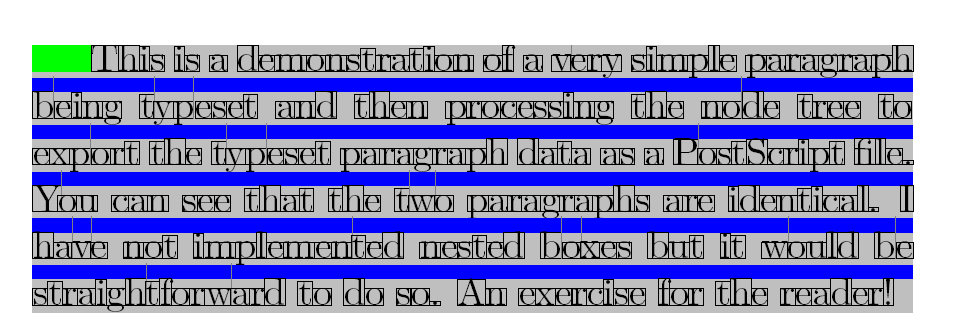 This is a demonstration of a very simple paragraph
being typeset and then processing the node tree to
export the typeset paragraph data as a PostScript file.
You can see that the two paragraphs are identical. I
have not implemented nested boxes but it would be
straightforward to do so. An exercise for the reader!